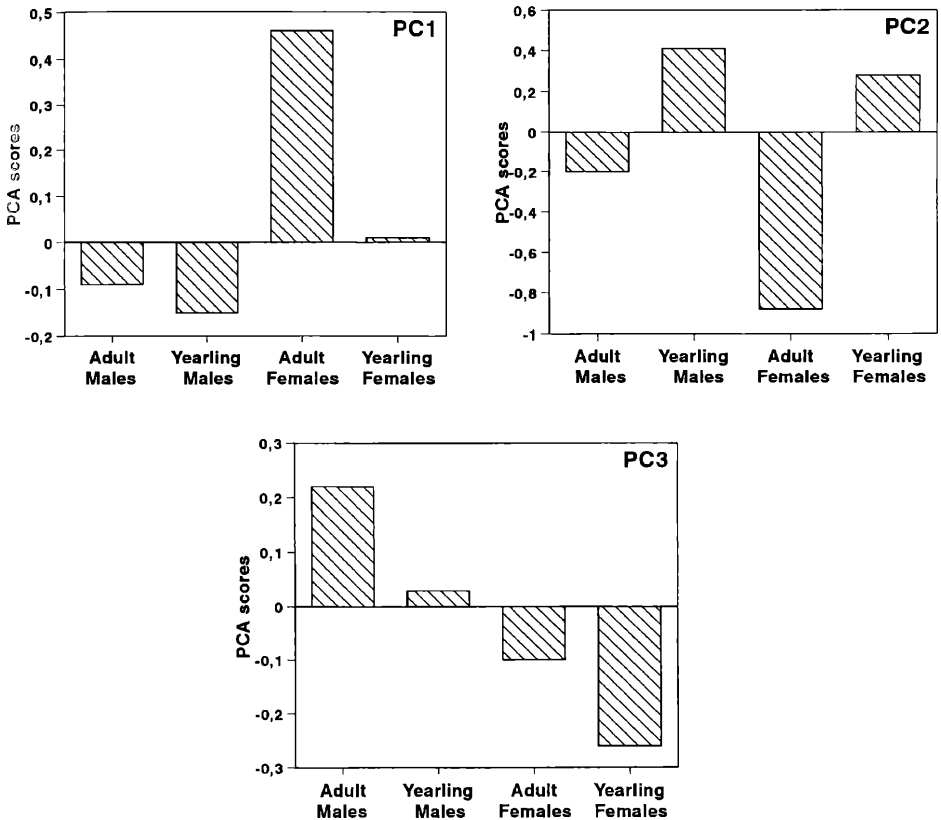 PC1
PCA scores
0,5
0,4
0,3
0,2
0,1
0
-0,1
-0,2
Adult Males
Yearling Males
Adult Females
Yearling Females
PC2
PCA scores
0,6
0,4
0,2
0
-0,2
-0,4
-0,6
-0,8
-1
Adult Males
Yearling Males
Adult Females
Yearling Females
PC3
PCA scores
0,3
0,2
0,1
0
-0,1
-0,2
-0,3
Adult Males
Yearling Males
Adult Females
Yearling Females